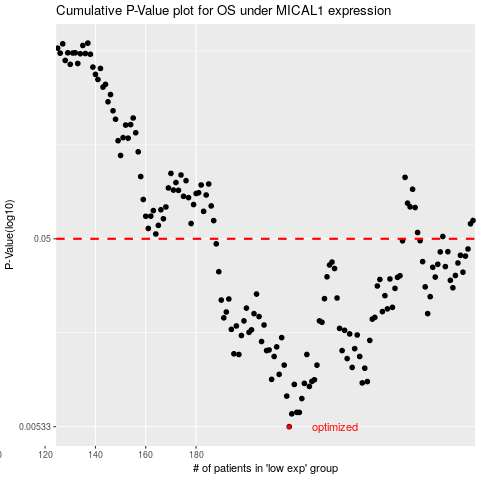 Cumulative P-Value plot for OS under MICAL1 expression
P-Value(log10)
0.05
0.00533
optimized
0 120 140 160 180
# of patients in 'low exp' group